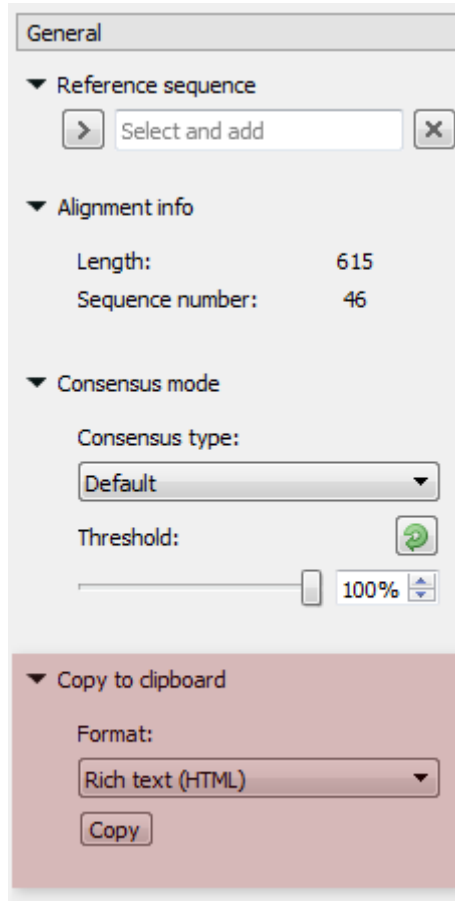 General
Reference sequence
Select and add
Alignment info
Length: 615
Sequence number: 46
Consensus mode
Consensus type:
Default
Threshold:
100%
Copy to clipboard
Format:
Rich text (HTML)
Copy